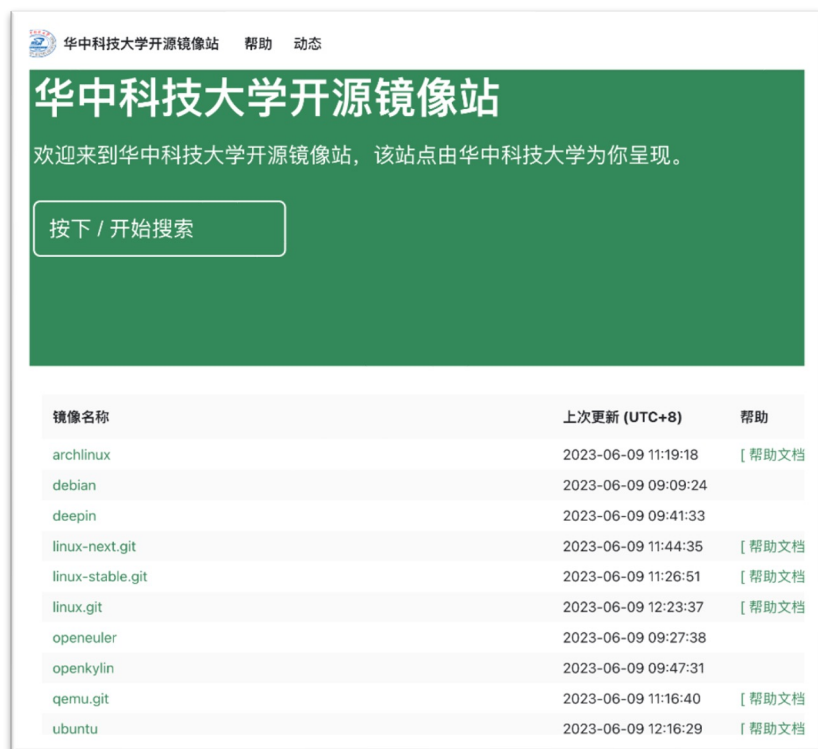 华中科技大学开源镜像站 帮助 动态
华中科技大学开源镜像站
欢迎来到华中科技大学开源镜像站，该站点由华中科技大学为你呈现。
按下 / 开始搜索
镜像名称 上次更新 (UTC+8) 帮助
archlinux 2023-06-09 11:19:18 [ 帮助文档
debian 2023-06-09 09:09:24
deepin 2023-06-09 09:41:33
linux-next.git 2023-06-09 11:44:35 [ 帮助文档
linux-stable.git 2023-06-09 11:26:51 [ 帮助文档
linux.git 2023-06-09 12:23:37 [ 帮助文档
openeuler 2023-06-09 09:27:38
openkylin 2023-06-09 09:47:31
qemu.git 2023-06-09 11:16:40 [ 帮助文档
ubuntu 2023-06-09 12:16:29 [ 帮助文档